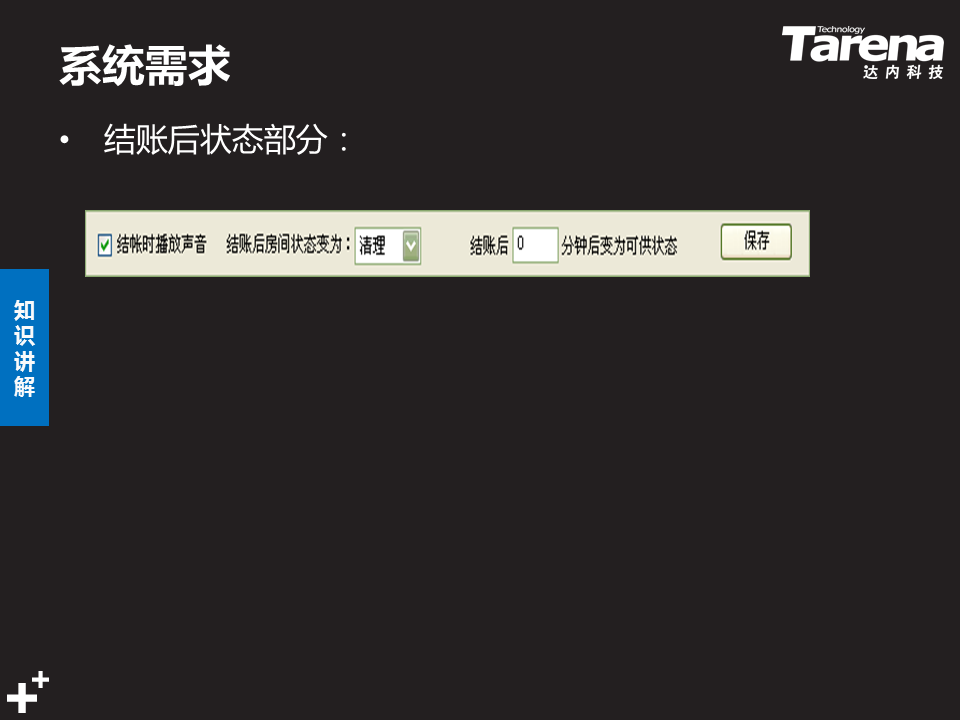 系统需求
Technology
Tarena
达内科技
• 结账后状态部分：
结帐时播放声音 结账后房间状态变为： 清理 结账后 0 分钟后变为可供状态 保存
知识讲解